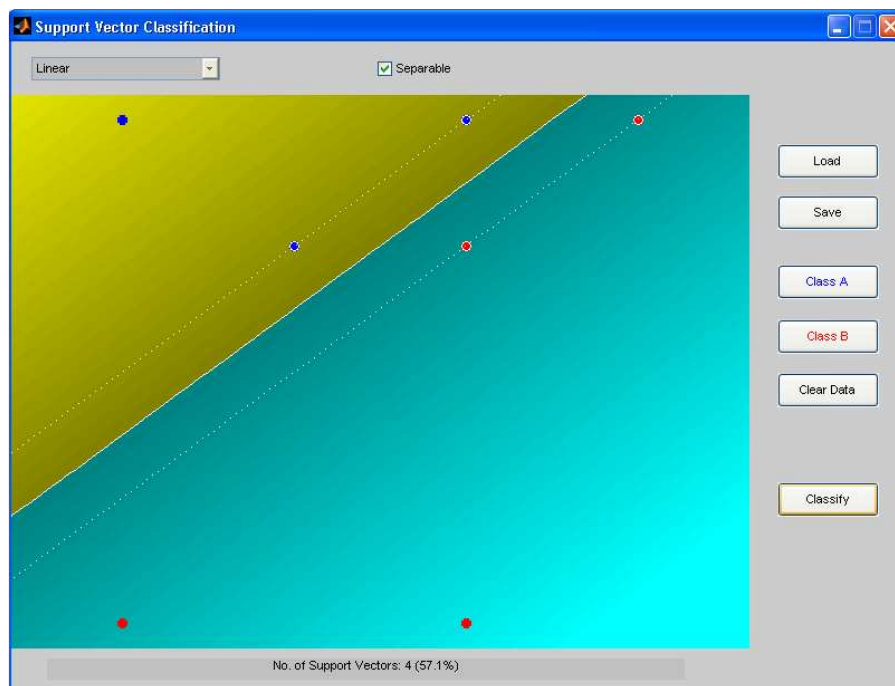 Support Vector Classification
Linear
Separable
Load
Save
Class A
Class B
Clear Data
Classify
No. of Support Vectors: 4 (57.1%)